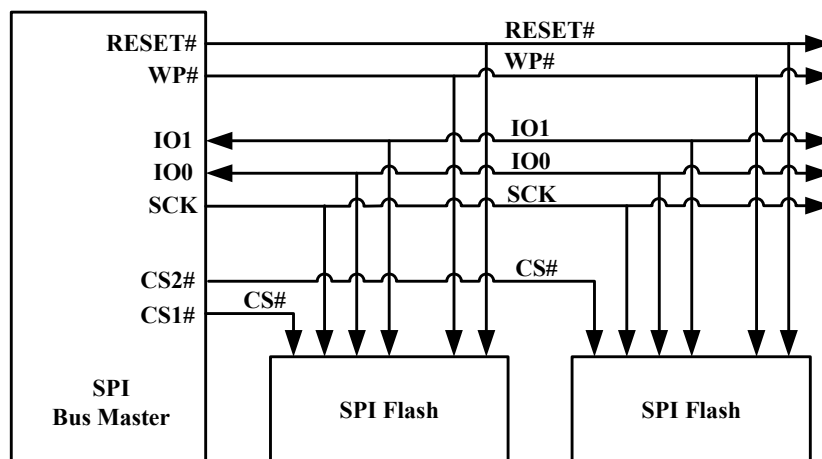 RESET#
RESET#
WP#
WP#
IO1
IO1
IO0
IO0
SCK
SCK
CS2#
CS#
CS1#
CS#
SPI
Bus Master
SPI Flash
SPI Flash